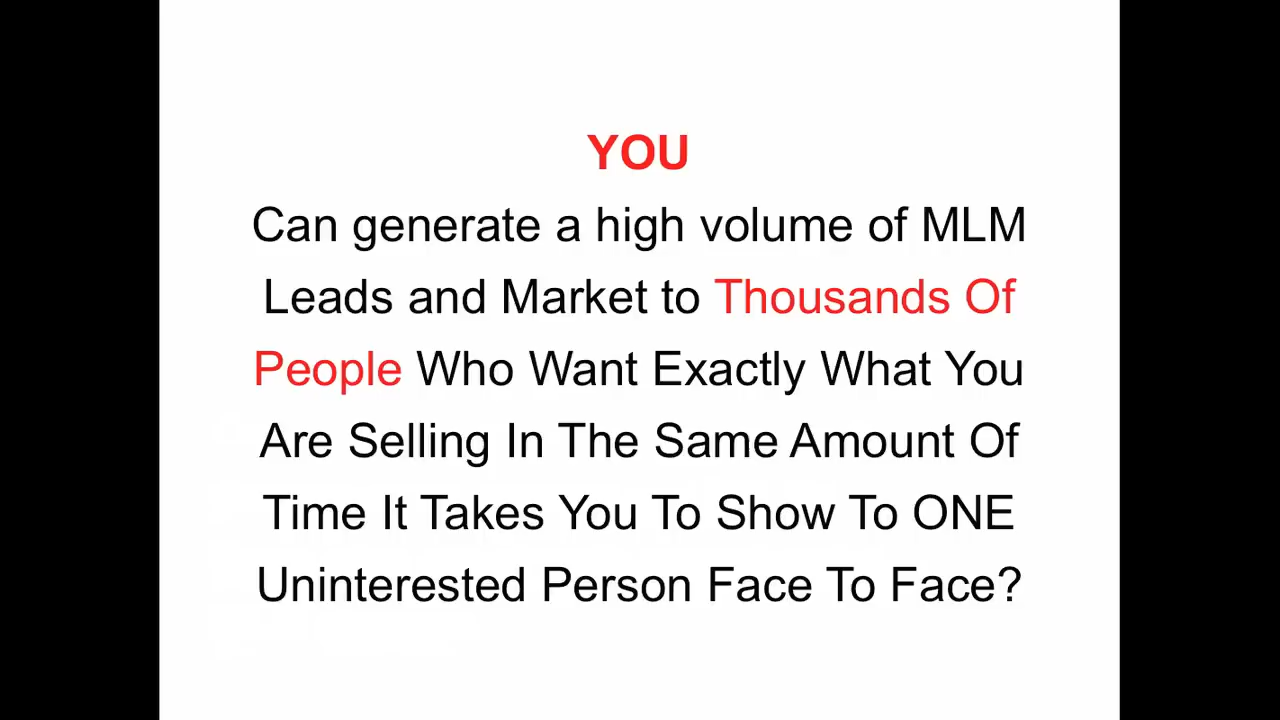 YOU
Can generate a high volume of MLM
Leads and Market to Thousands Of
People Who Want Exactly What You
Are Selling In The Same Amount Of
Time It Takes You To Show To ONE
Uninterested Person Face To Face?